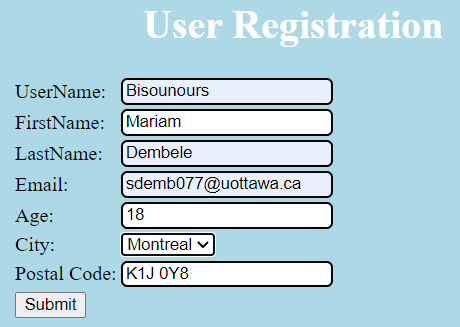 User Registration
UserName: Bisounours
FirstName: Mariam
LastName: Dembele
Email: sdemb077@uottawa.ca
Age: 18
City: Montreal
Postal Code: K1J 0Y8
Submit